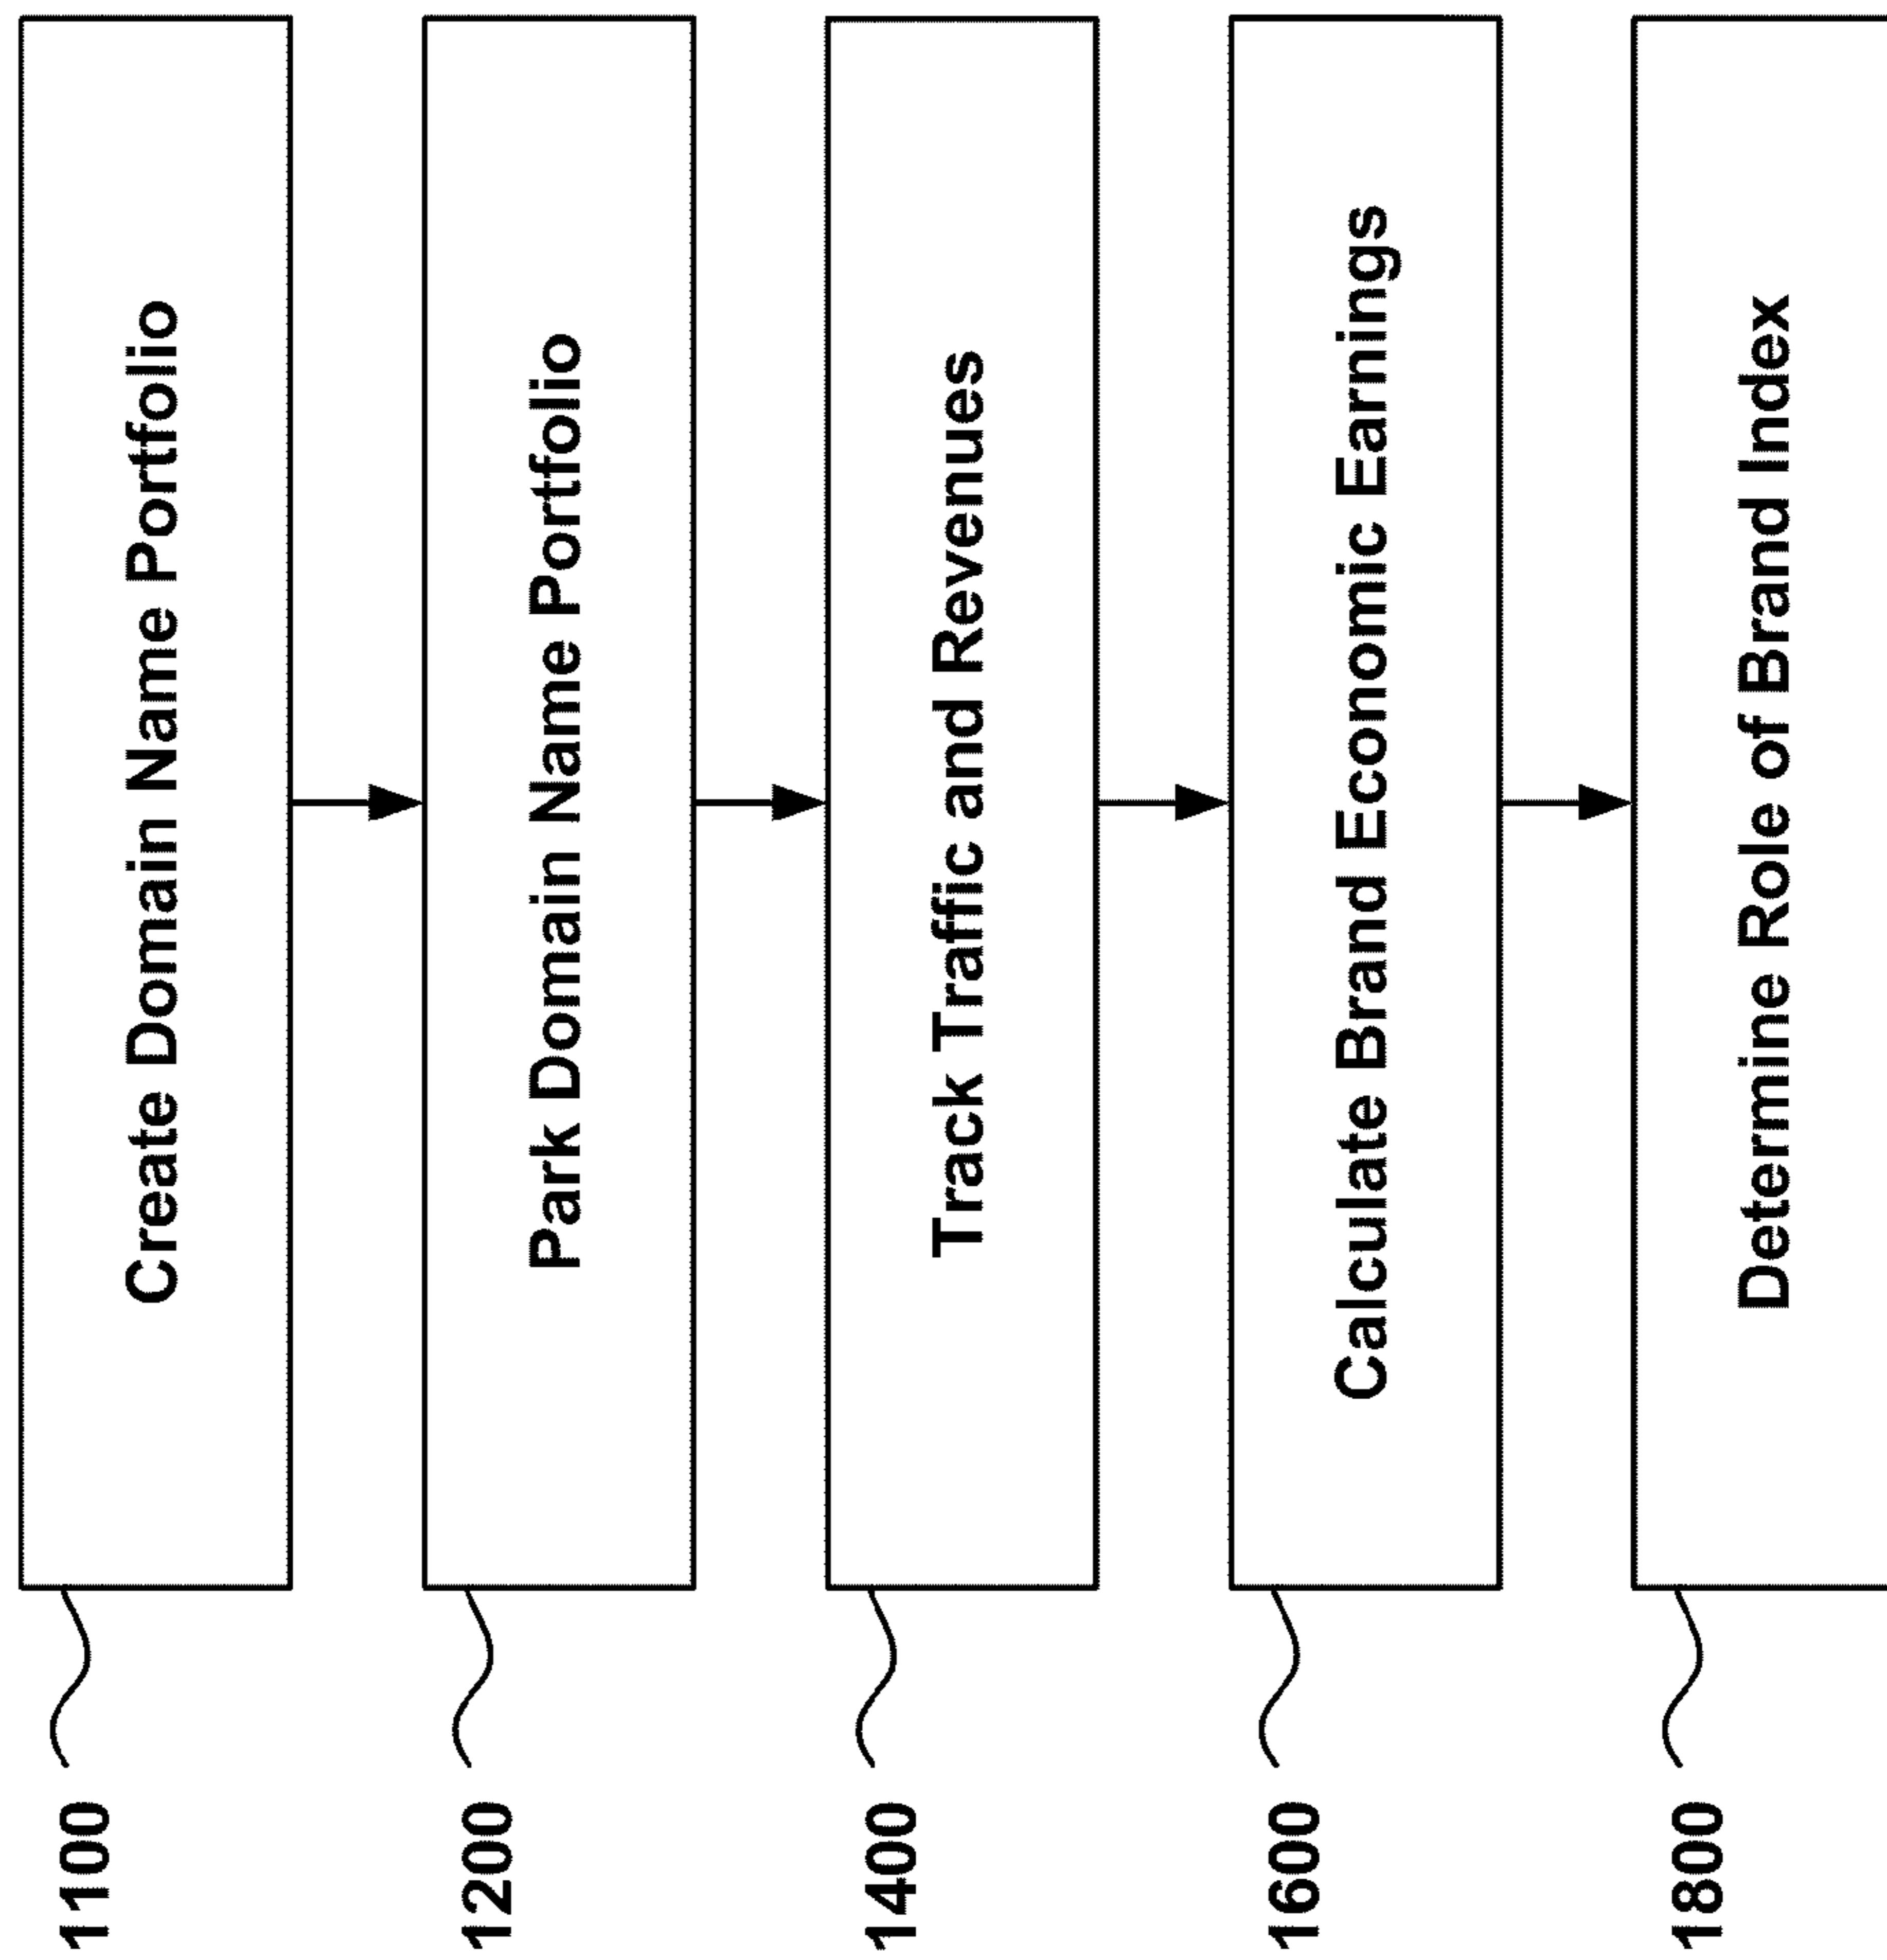 1100
Create Domain Name Portfolio
1200
Park Domain Name Portfolio
1400
Track Traffic and Revenues
1600
Calculate Brand Economic Earnings
1800
Determine Role of Brand Index